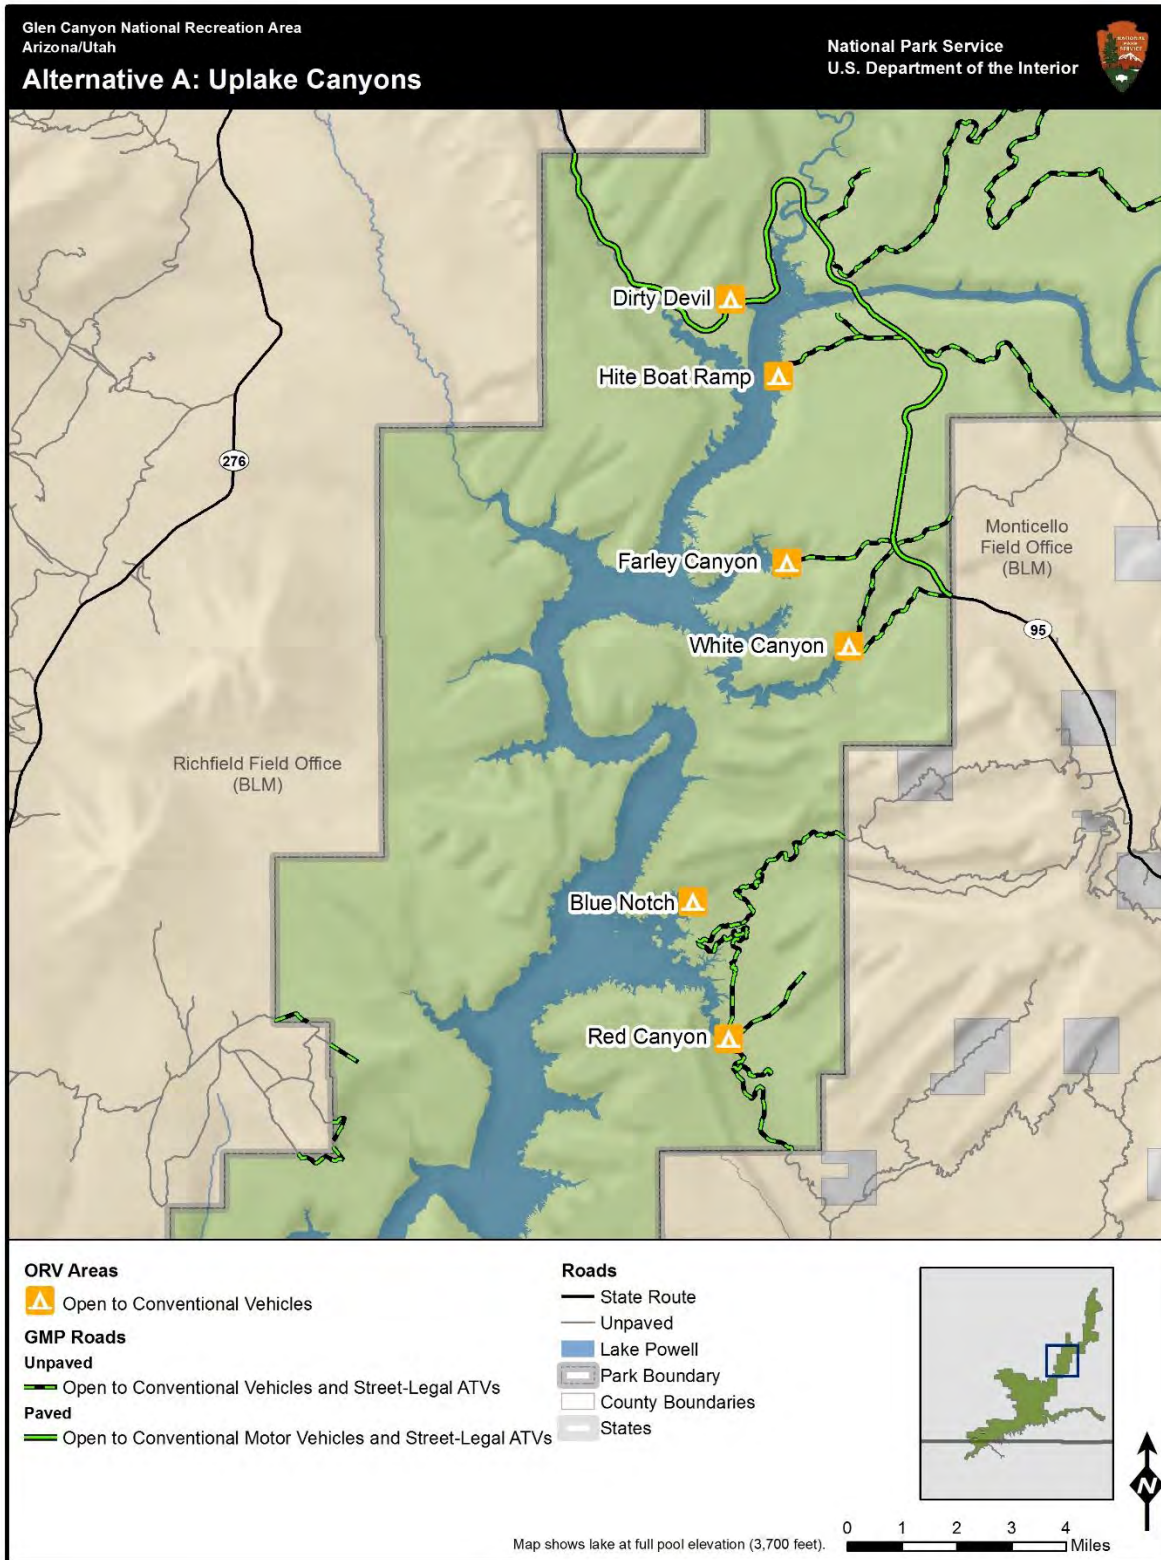 Glen Canyon National Recreation Area
Arizona/Utah
Alternative A: Uplake Canyons
National Park Service
U.S. Department of the Interior
NATIONAL
PARK
SERVICE
Dirty Devil
Hite Boat Ramp
276
Monticello
Field Office
(BLM)
Farley Canyon
95
White Canyon
Richfield Field Office
(BLM)
Blue Notch
Red Canyon
ORV Areas
Open to Conventional Vehicles
GMP Roads
Unpaved
Open to Conventional Vehicles and Street-Legal ATVs
Paved
Open to Conventional Motor Vehicles and Street-Legal ATVs
Roads
State Route
Unpaved
Lake Powell
Park Boundary
County Boundaries
States
N
Map shows lake at full pool elevation (3,700 feet).
0 1 2 3 4
Miles